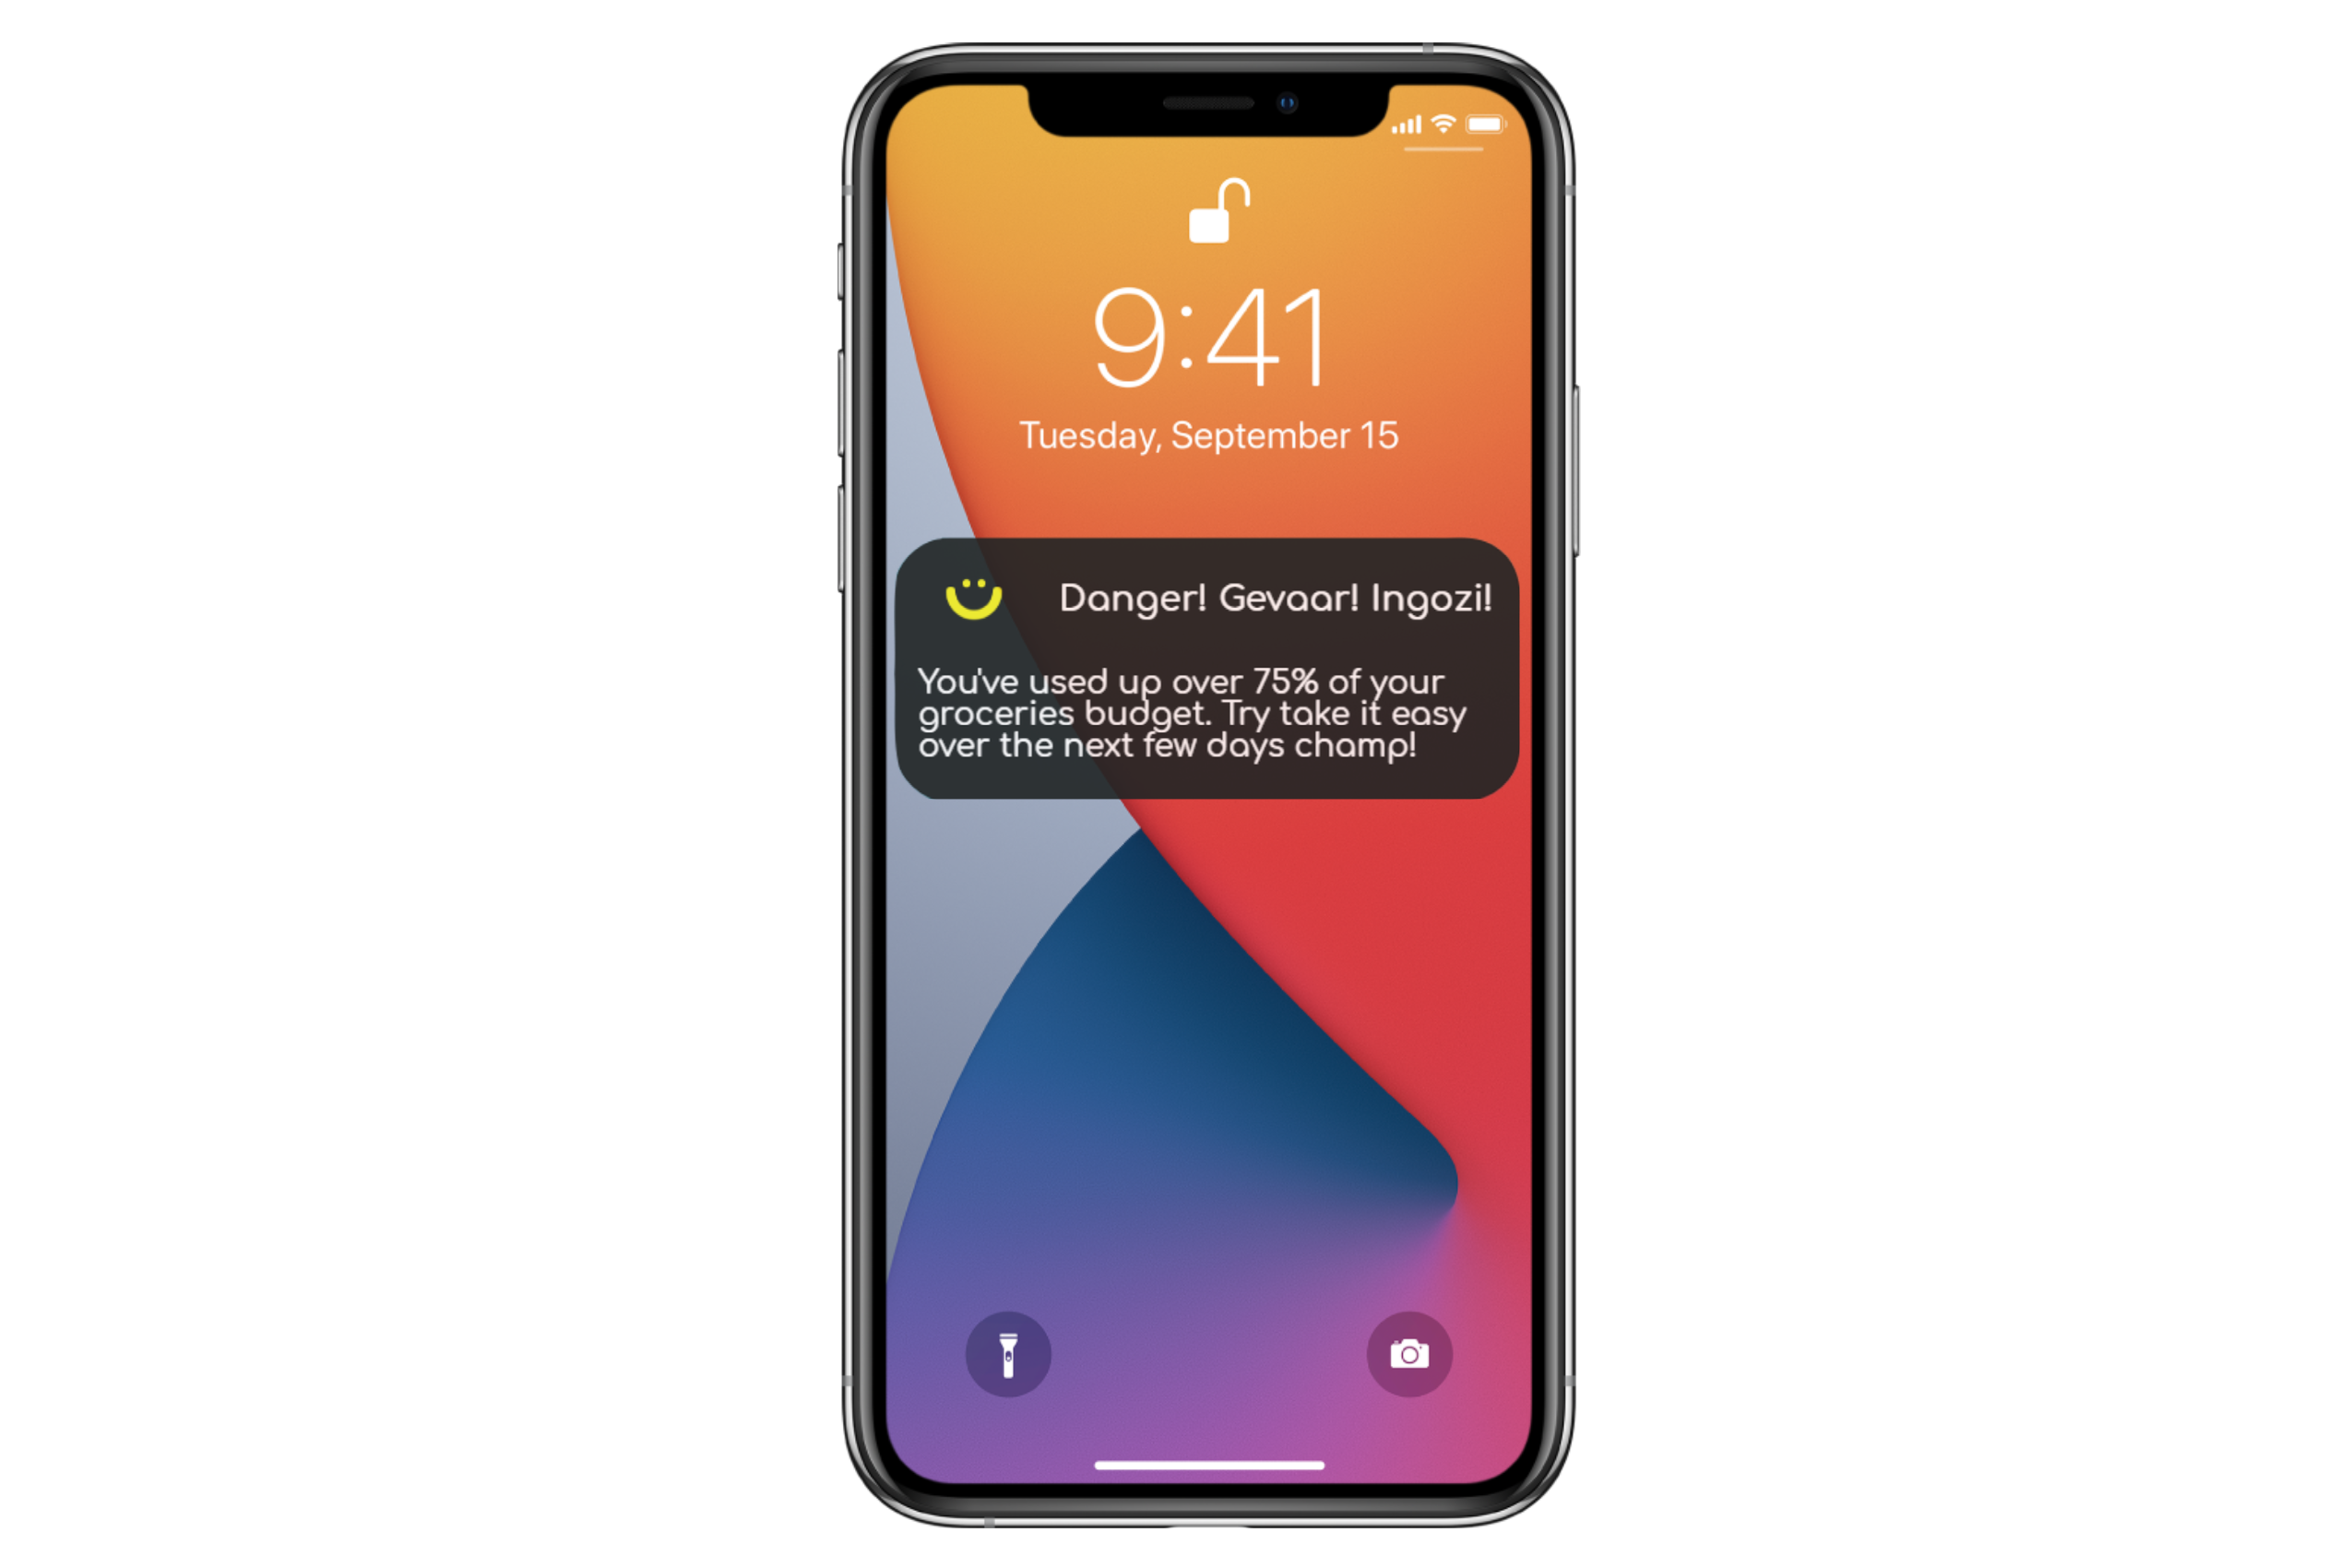 9:41
Tuesday, September 15
Danger! Gevaar! Ingozi!
You've used up over 75% of your
groceries budget. Try take it easy
over the next few days champ!